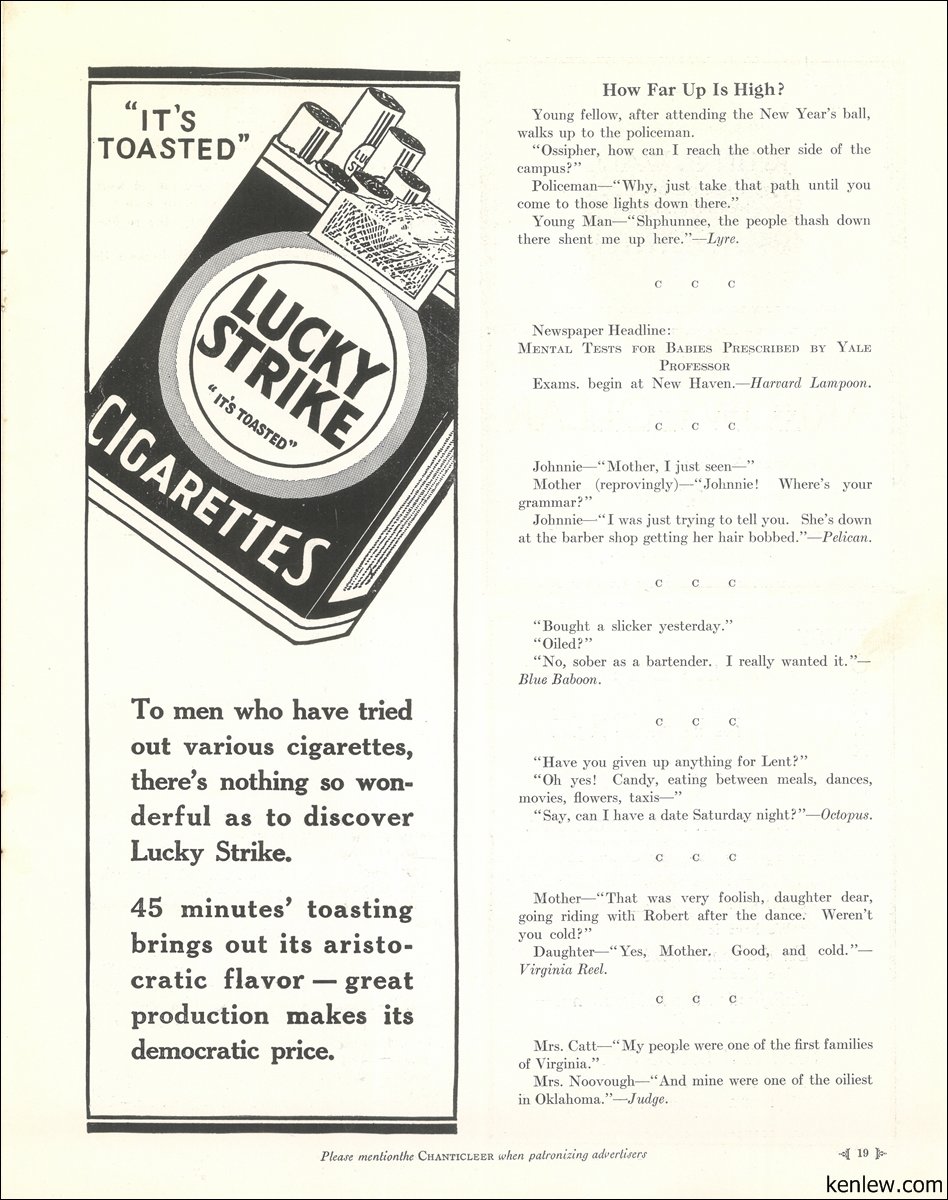 "IT'S
TOASTED"
LUCKY
STRIKE
"IT'S TOASTED"
CIGARETTES
To men who have tried
out various cigarettes,
there's nothing so won-
derful as to discover
Lucky Strike.
45 minutes' toasting
brings out its aristo-
cratic flavor — great
production makes its
democratic price.
How Far Up Is High?
Young fellow, after attending the New Year's ball,
walks up to the policeman.
"Ossipher, how can I reach the other side of the
campus?"
Policeman—"Why, just take that path until you
come to those lights down there."
Young Man—"Shphunnee, the people thash down
there shent me up here."—Lyre.
C C C
Newspaper Headline:
MENTAL TESTS FOR BABIES PRESCRIBED BY YALE
PROFESSOR
Exams. begin at New Haven.—Harvard Lampoon.
C C C
Johnnie—"Mother, I just seen—"
Mother (reprovingly)—"Johnnie! Where's your
grammar?"
Johnnie—"I was just trying to tell you. She's down
at the barber shop getting her hair bobbed."—Pelican.
C C C
"Bought a slicker yesterday."
"Oiled?"
"No, sober as a bartender. I really wanted it."—
Blue Baboon.
C C C
"Have you given up anything for Lent?"
"Oh yes! Candy, eating between meals, dances,
movies, flowers, taxis—"
"Say, can I have a date Saturday night?"—Octopus.
C C C
Mother—"That was very foolish, daughter dear,
going riding with Robert after the dance. Weren't
you cold?"
Daughter—"Yes, Mother. Good, and cold."—
Virginia Reel.
C C C
Mrs. Catt—"My people were one of the first families
of Virginia."
Mrs. Noovough—"And mine were one of the oiliest
in Oklahoma."—Judge.
Please mentionthe CHANTICLEER when patronizing advertisers
19
kenlew.com